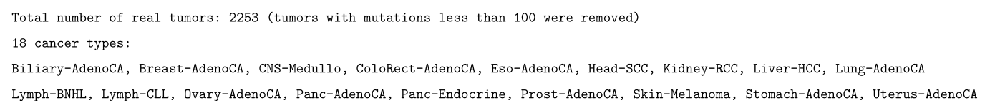 Total number of real tumors: 2253 (tumors with mutations less than 100 were removed)
18 cancer types:
Biliary-AdenoCA, Breast-AdenoCA, CNS-Medullo, ColoRect-AdenoCA, Eso-AdenoCA, Head-SCC, Kidney-RCC, Liver-HCC, Lung-AdenoCA
Lymph-BNHL, Lymph-CLL, Ovary-AdenoCA, Panc-AdenoCA, Panc-Endocrine, Prost-AdenoCA, Skin-Melanoma, Stomach-AdenoCA, Uterus-AdenoCA